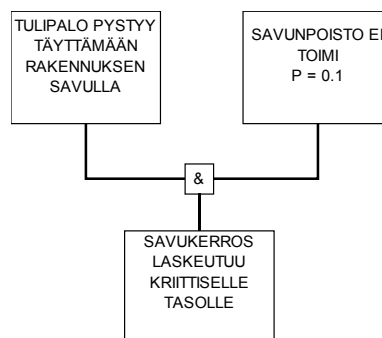 TULIPALO PYSTYY
TÄYTTÄMÄÄN
RAKENNUKSEN
SAVULLA
SAVUNPOISTO EI
TOIMI
P = 0.1
&
SAVUKERROS
LASKEUTUU
KRIITTISELLE
TASOLLE